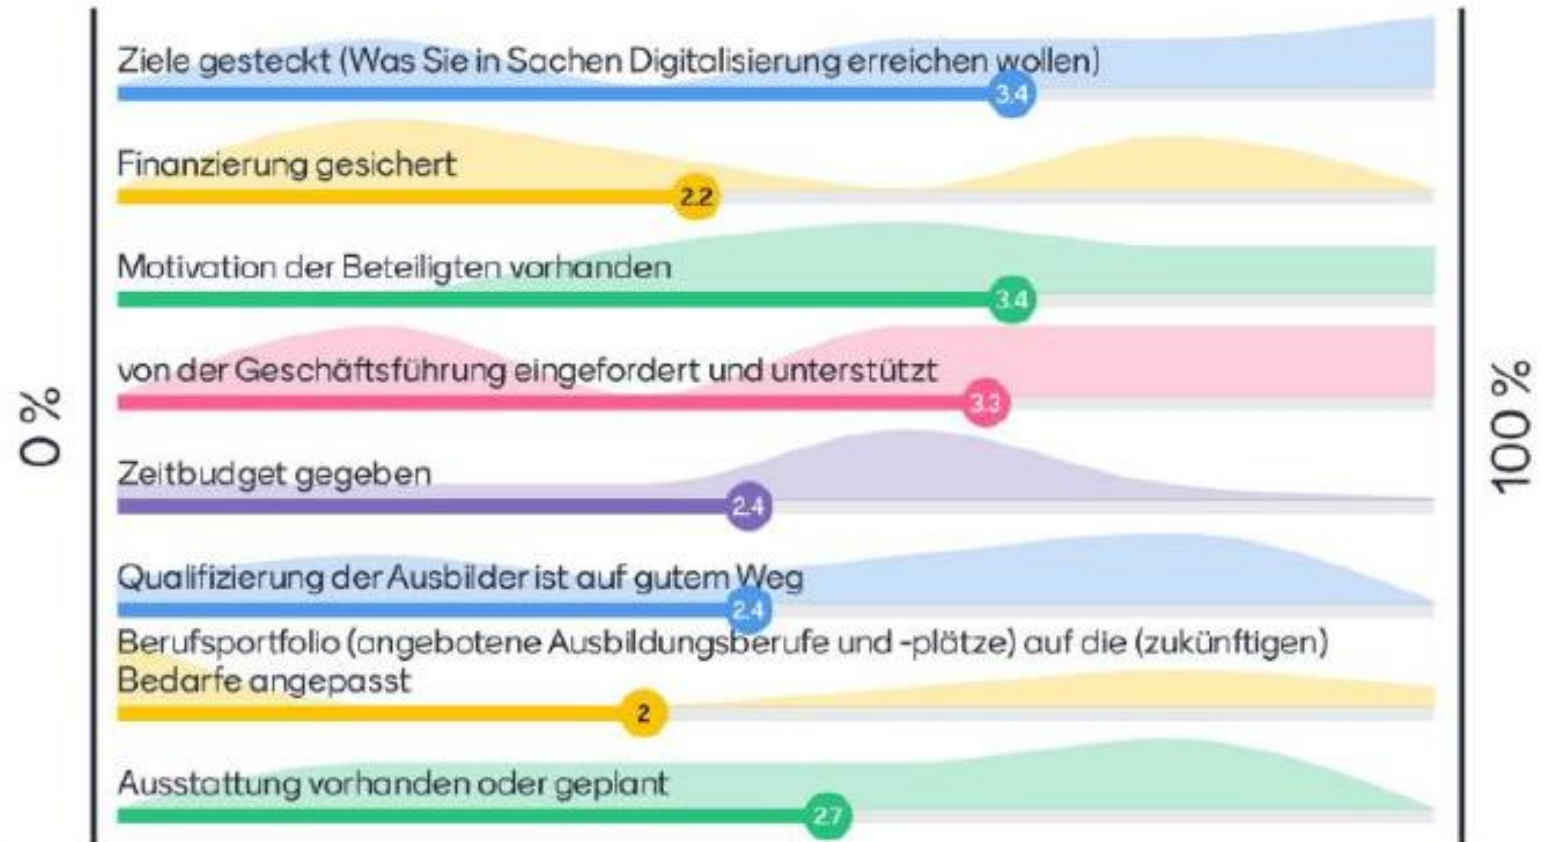 Ziele gesteckt (Was Sie in Sachen Digitalisierung erreichen wollen)
3.4
Finanzierung gesichert
2.2
Motivation der Beteiligten vorhanden
3.4
von der Geschäftsführung eingefordert und unterstützt
3.3
0 %
100 %
Zeitbudget gegeben
2.4
Qualifizierung der Ausbilder ist auf gutem Weg
2.4
Berufsportfolio (angebotene Ausbildungsberufe und -plätze) auf die (zukünftigen)
Bedarfe angepasst
2
Ausstattung vorhanden oder geplant
2.7